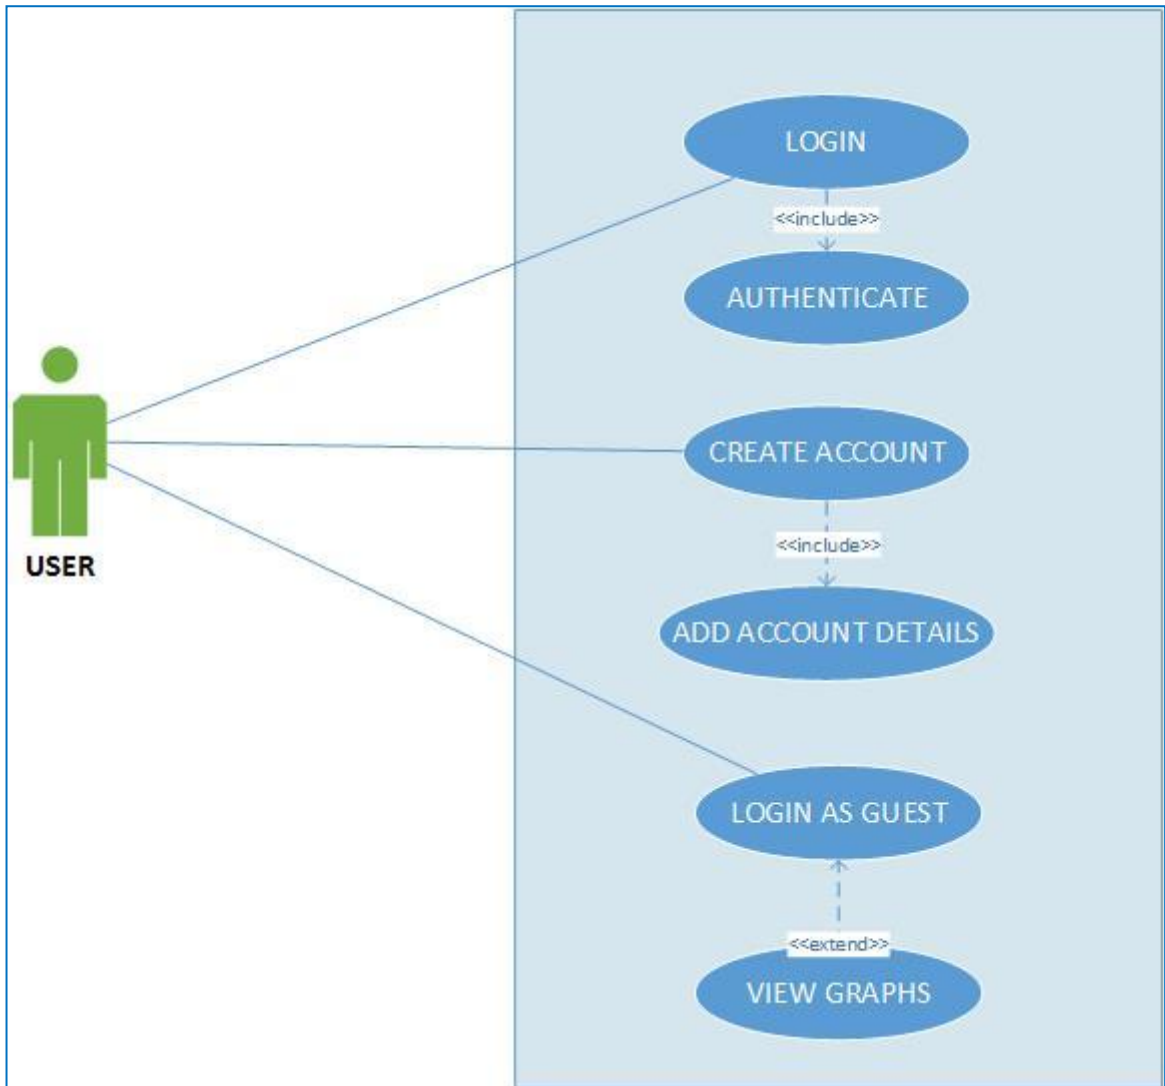 LOGIN
<<include>>
AUTHENTICATE
CREATE ACCOUNT
<<include>>
USER
ADD ACCOUNT DETAILS
LOGIN AS GUEST
<<extend>>
VIEW GRAPHS